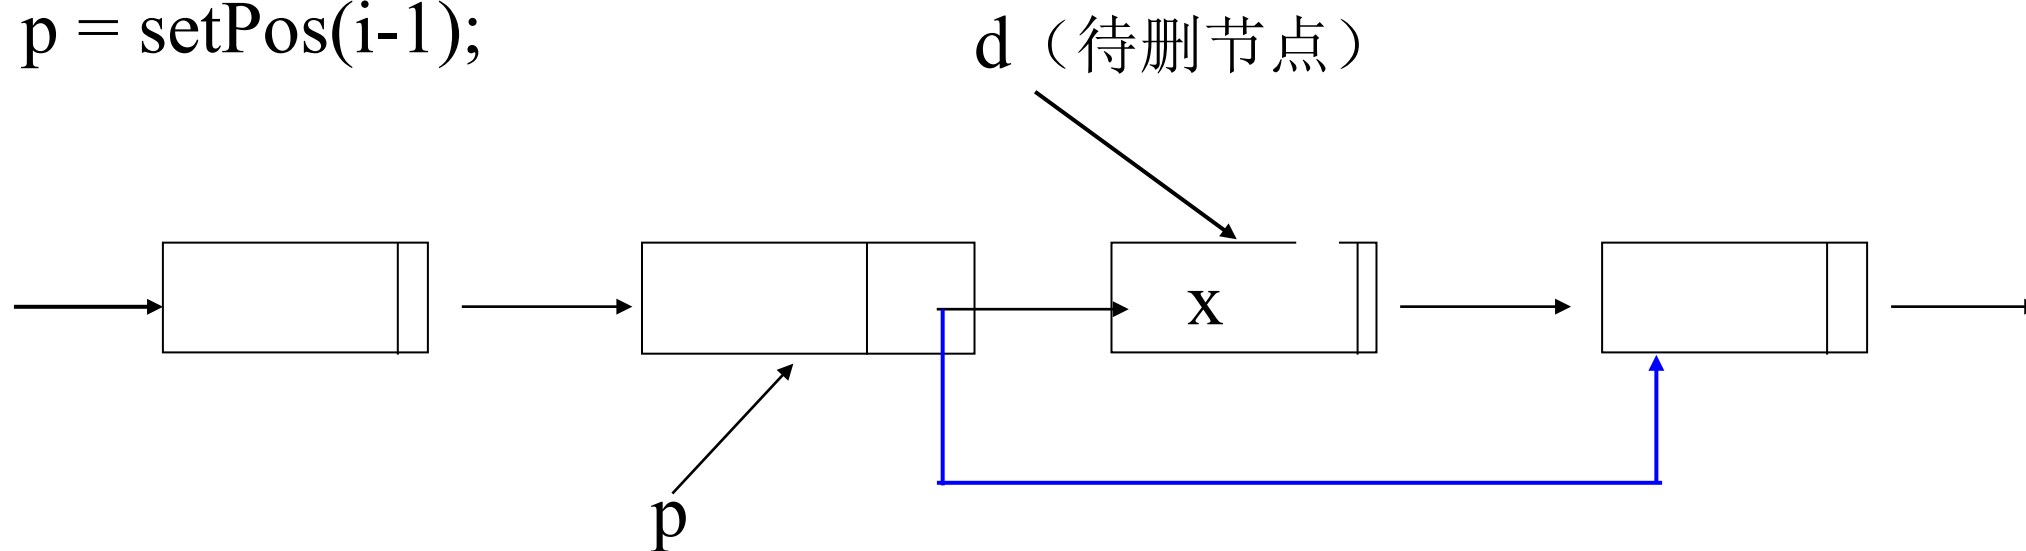 p = setPos(i-1);
d（待删节点）
x
p